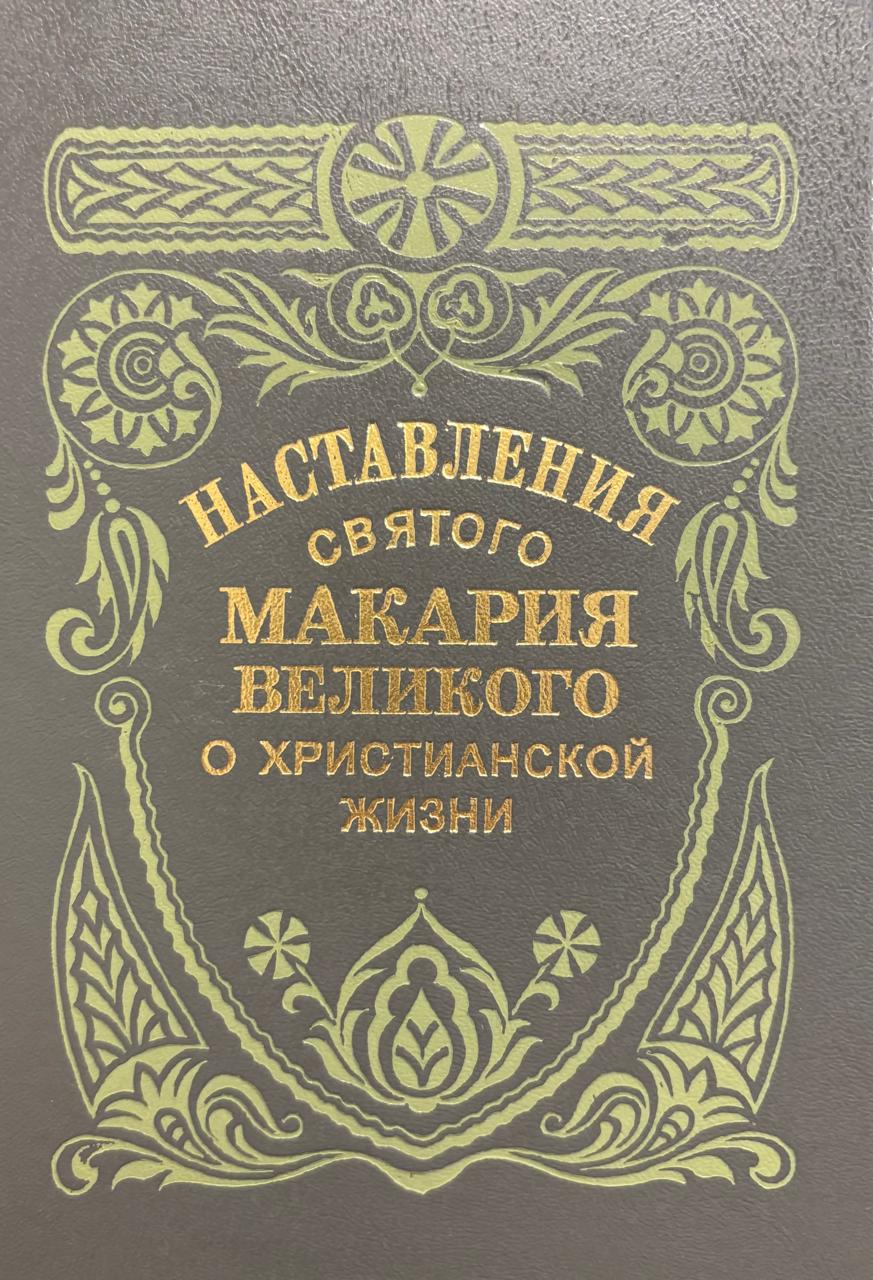 НАСТАВЛЕНИЯ
СВЯТОГО
МАКАРИЯ
ВЕЛИКОГО
О ХРИСТИАНСКОЙ
ЖИЗНИ